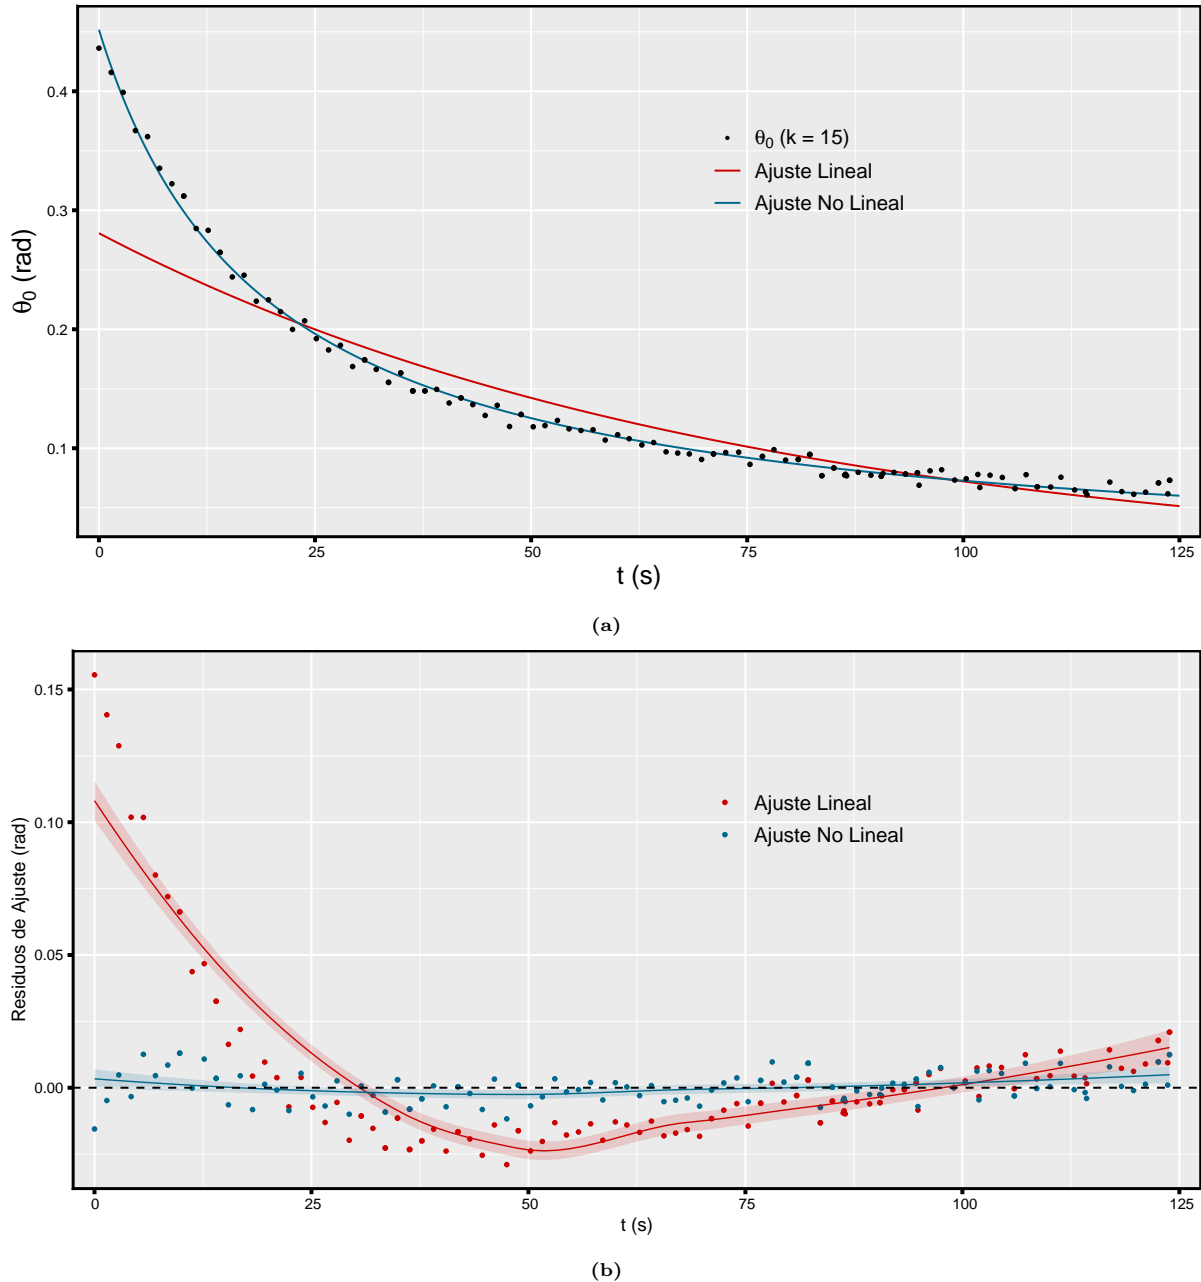 0.4
0.3
0.2
0.1
θ₀ (rad)
θ₀ (k = 15)
Ajuste Lineal
Ajuste No Lineal
0 25 50 75 100 125
t (s)
(a)
0.15
0.10
0.05
0.00
Residuos de Ajuste (rad)
Ajuste Lineal
Ajuste No Lineal
0 25 50 75 100 125
t (s)
(b)